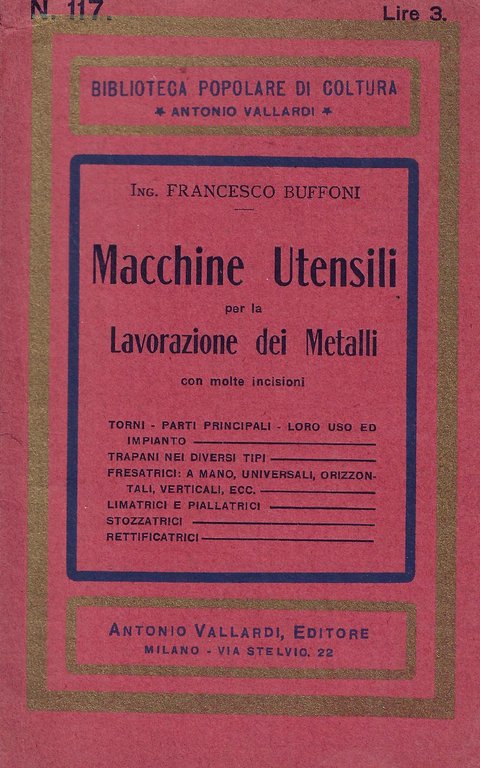 N. 117.
Lire 3.
BIBLIOTECA POPOLARE DI COLTURA
* ANTONIO VALLARDI *
ING. FRANCESCO BUFFONI
Macchine Utensili
per la
Lavorazione dei Metalli
con molte incisioni
TORNI - PARTI PRINCIPALI - LORO USO ED
IMPIANTO
TRAPANI NEI DIVERSI TIPI
FRESATRICI: A MANO, UNIVERSALI, ORIZZON-
TALI, VERTICALI, ECC.
LIMATRICI E PIALLATRICI
STOZZATRICI
RETTIFICATRICI
ANTONIO VALLARDI, EDITORE
MILANO - VIA STELVIO, 22